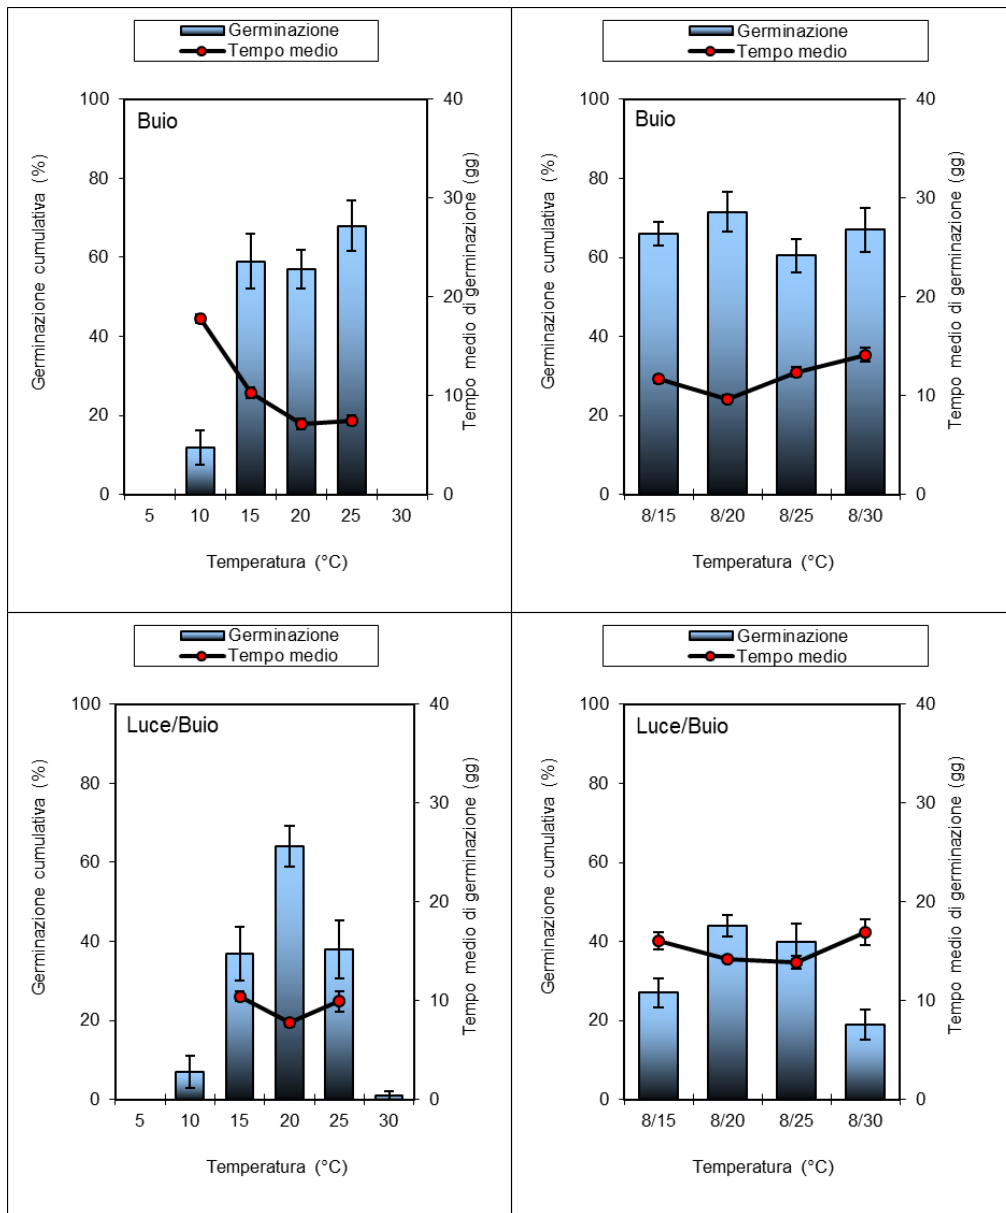 Germinazione
Tempo medio
Buio
Germinazione cumulativa (%)
100
80
60
40
20
0
40
30
20
10
0
Tempo medio di germinazione (gg)
5 10 15 20 25 30
Temperatura (°C)
Germinazione
Tempo medio
Buio
Germinazione cumulativa (%)
100
80
60
40
20
0
40
30
20
10
0
Tempo medio di germinazione (gg)
8/15 8/20 8/25 8/30
Temperatura (°C)
Germinazione
Tempo medio
Luce/Buio
Germinazione cumulativa (%)
100
80
60
40
20
0
40
30
20
10
0
Tempo medio di germinazione (gg)
5 10 15 20 25 30
Temperatura (°C)
Germinazione
Tempo medio
Luce/Buio
Germinazione cumulativa (%)
100
80
60
40
20
0
40
30
20
10
0
Tempo medio di germinazione (gg)
8/15 8/20 8/25 8/30
Temperatura (°C)